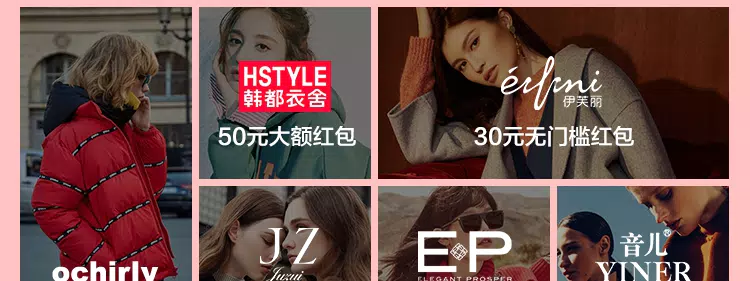 HSTYLE
韩都衣舍
50元大额红包
éifini
伊芙丽
30元无门槛红包
ochirly
JZ
Juzui
E·P
ELEGANT PROSPER
音儿®
YINER